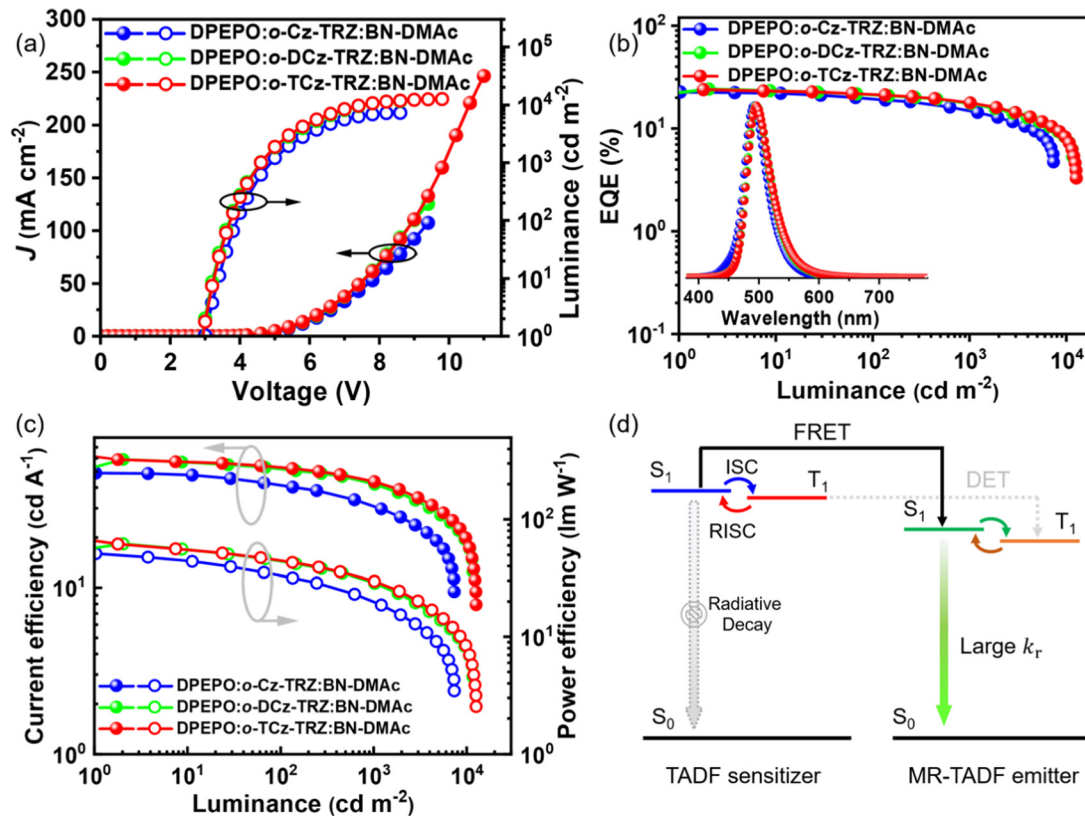 (a)
DPEPO:o-Cz-TRZ:BN-DMAc
DPEPO:o-DCz-TRZ:BN-DMAc
DPEPO:o-TCz-TRZ:BN-DMAc
J (mA cm⁻²)
300
250
200
150
100
50
0
0 2 4 6 8 10
Voltage (V)
10⁵
10⁴
10³
10²
10¹
10⁰
Luminance (cd m⁻²)
(b)
DPEPO:o-Cz-TRZ:BN-DMAc
DPEPO:o-DCz-TRZ:BN-DMAc
DPEPO:o-TCz-TRZ:BN-DMAc
EQE (%)
10²
10¹
10⁰
10⁻¹
400 500 600 700
Wavelength (nm)
10⁰ 10¹ 10² 10³ 10⁴
Luminance (cd m⁻²)
(c)
Current efficiency (cd A⁻¹)
10¹
10⁰
DPEPO:o-Cz-TRZ:BN-DMAc
DPEPO:o-DCz-TRZ:BN-DMAc
DPEPO:o-TCz-TRZ:BN-DMAc
10⁰ 10¹ 10² 10³ 10⁴
Luminance (cd m⁻²)
10²
10¹
10⁰
Power efficiency (lm W⁻¹)
(d)
FRET
S₁
ISC
T₁
RISC
DET
S₁
T₁
Radiative
Decay
Large kᵣ
S₀
S₀
TADF sensitizer
MR-TADF emitter